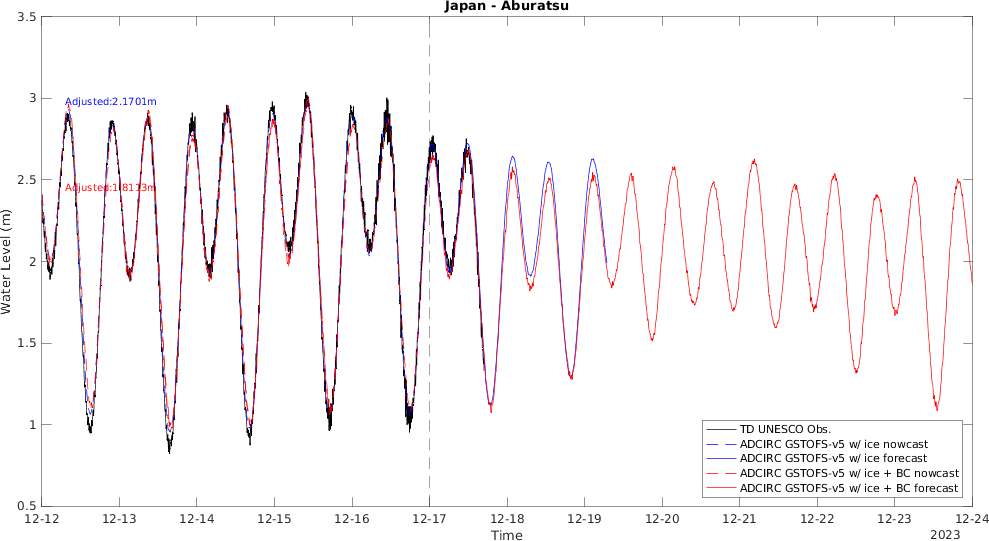 Japan - Aburatsu
3.5
3
2.5
2
1.5
1
0.5
Water Level (m)
Adjusted:2.1701m
Adjusted:1.8113m
TD UNESCO Obs.
ADCIRC GSTOFS-v5 w/ ice nowcast
ADCIRC GSTOFS-v5 w/ ice forecast
ADCIRC GSTOFS-v5 w/ ice + BC nowcast
ADCIRC GSTOFS-v5 w/ ice + BC forecast
12-12 12-13 12-14 12-15 12-16 12-17 12-18 12-19 12-20 12-21 12-22 12-23 12-24
Time
2023